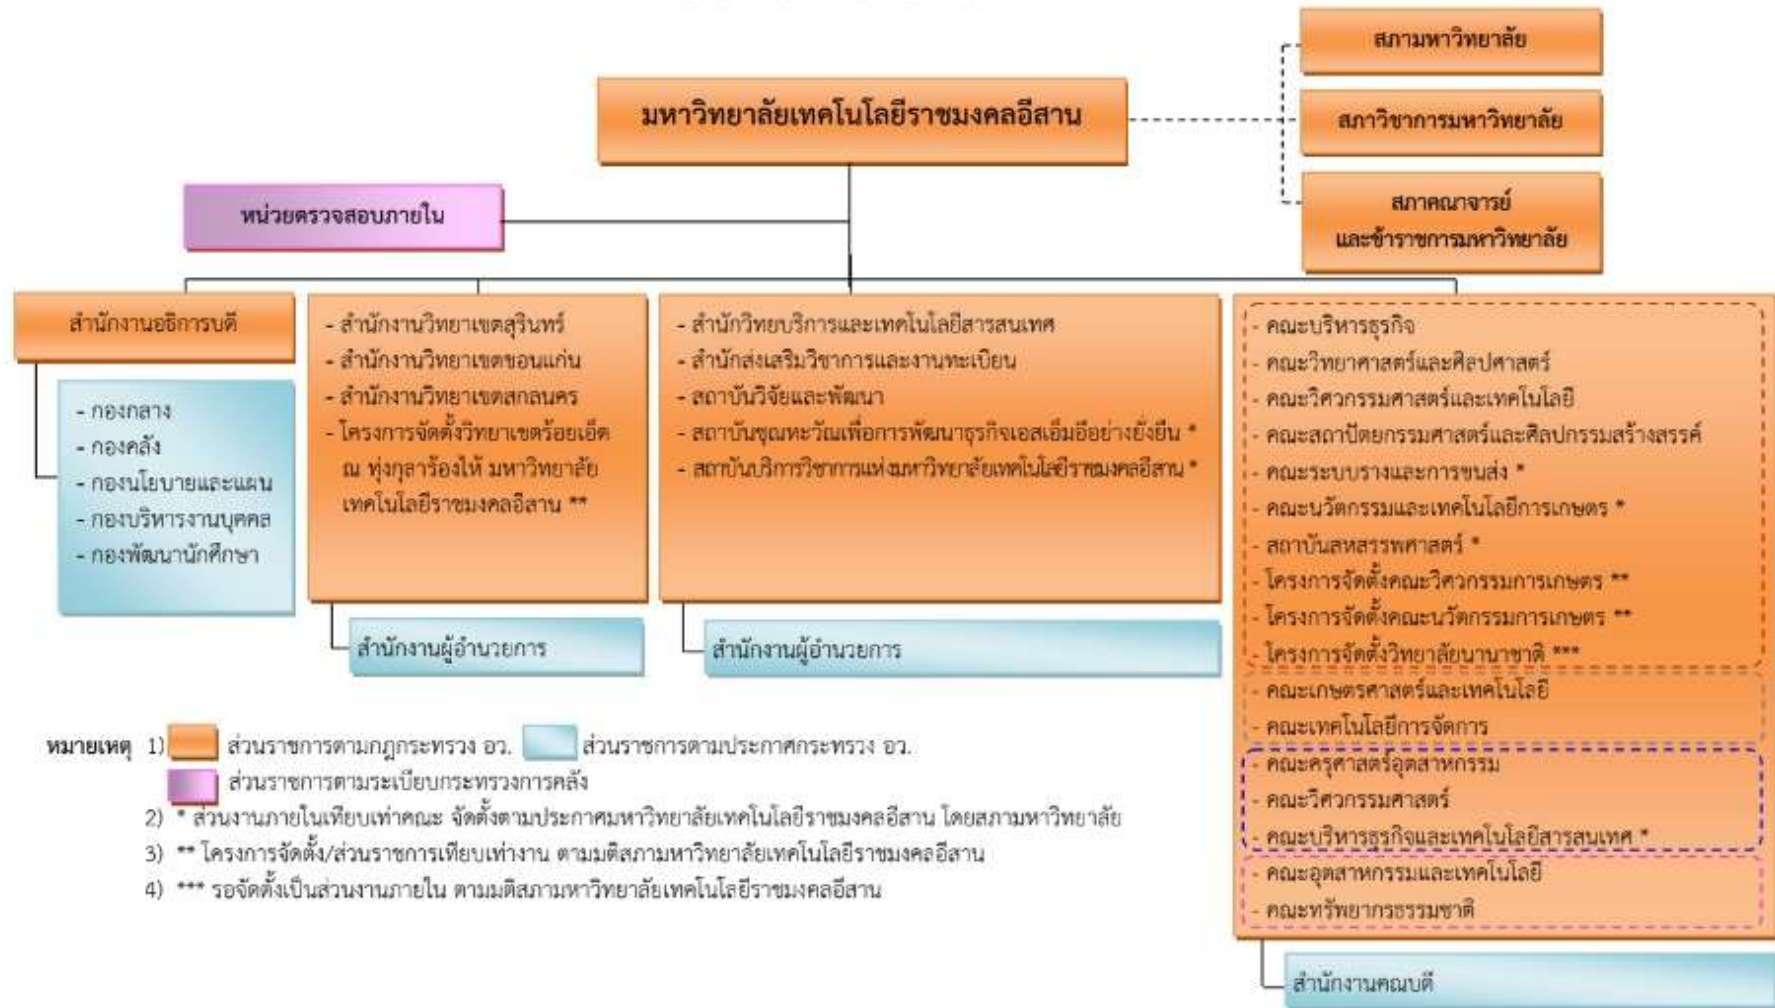 สภามหาวิทยาลัย
มหาวิทยาลัยเทคโนโลยีราชมงคลอีสาน
สภาวิชาการมหาวิทยาลัย
สภาคณาจารย์
และข้าราชการมหาวิทยาลัย
หน่วยตรวจสอบภายใน
สำนักงานอธิการบดี
- กองกลาง
- กองคลัง
- กองนโยบายและแผน
- กองบริหารงานบุคคล
- กองพัฒนานักศึกษา
- สำนักงานวิทยาเขตสุรินทร์
- สำนักงานวิทยาเขตขอนแก่น
- สำนักงานวิทยาเขตสกลนคร
- โครงการจัดตั้งวิทยาเขตร้อยเอ็ด
ณ ทุ่งกุลาร้องไห้ มหาวิทยาลัย
เทคโนโลยีราชมงคลอีสาน **
สำนักงานผู้อำนวยการ
- สำนักวิทยบริการและเทคโนโลยีสารสนเทศ
- สำนักส่งเสริมวิชาการและงานทะเบียน
- สถาบันวิจัยและพัฒนา
- สถาบันชุณหะวัณเพื่อการพัฒนาธุรกิจเอสเอ็มอีอย่างยั่งยืน *
- สถาบันบริการวิชาการแห่งมหาวิทยาลัยเทคโนโลยีราชมงคลอีสาน *
สำนักงานผู้อำนวยการ
- คณะบริหารธุรกิจ
- คณะวิทยาศาสตร์และศิลปศาสตร์
- คณะวิศวกรรมศาสตร์และเทคโนโลยี
- คณะสถาปัตยกรรมศาสตร์และศิลปกรรมสร้างสรรค์
- คณะระบบรางและการขนส่ง *
- คณะนวัตกรรมและเทคโนโลยีการเกษตร *
- สถาบันสหสรรพศาสตร์ *
- โครงการจัดตั้งคณะวิศวกรรมการเกษตร **
- โครงการจัดตั้งคณะนวัตกรรมการเกษตร **
- โครงการจัดตั้งวิทยาลัยนานาชาติ ***
- คณะเกษตรศาสตร์และเทคโนโลยี
- คณะเทคโนโลยีการจัดการ
- คณะครุศาสตร์อุตสาหกรรม
- คณะวิศวกรรมศาสตร์
- คณะบริหารธุรกิจและเทคโนโลยีสารสนเทศ *
- คณะอุตสาหกรรมและเทคโนโลยี
- คณะทรัพยากรธรรมชาติ
สำนักงานคณบดี
หมายเหตุ 1) ส่วนราชการตามกฎกระทรวง อว. ส่วนราชการตามประกาศกระทรวง อว.
ส่วนราชการตามระเบียบกระทรวงการคลัง
2) * ส่วนงานภายในเทียบเท่าคณะ จัดตั้งตามประกาศมหาวิทยาลัยเทคโนโลยีราชมงคลอีสาน โดยสภามหาวิทยาลัย
3) ** โครงการจัดตั้ง/ส่วนราชการเทียบเท่างาน ตามมติสภามหาวิทยาลัยเทคโนโลยีราชมงคลอีสาน
4) *** รอจัดตั้งเป็นส่วนงานภายใน ตามมติสภามหาวิทยาลัยเทคโนโลยีราชมงคลอีสาน